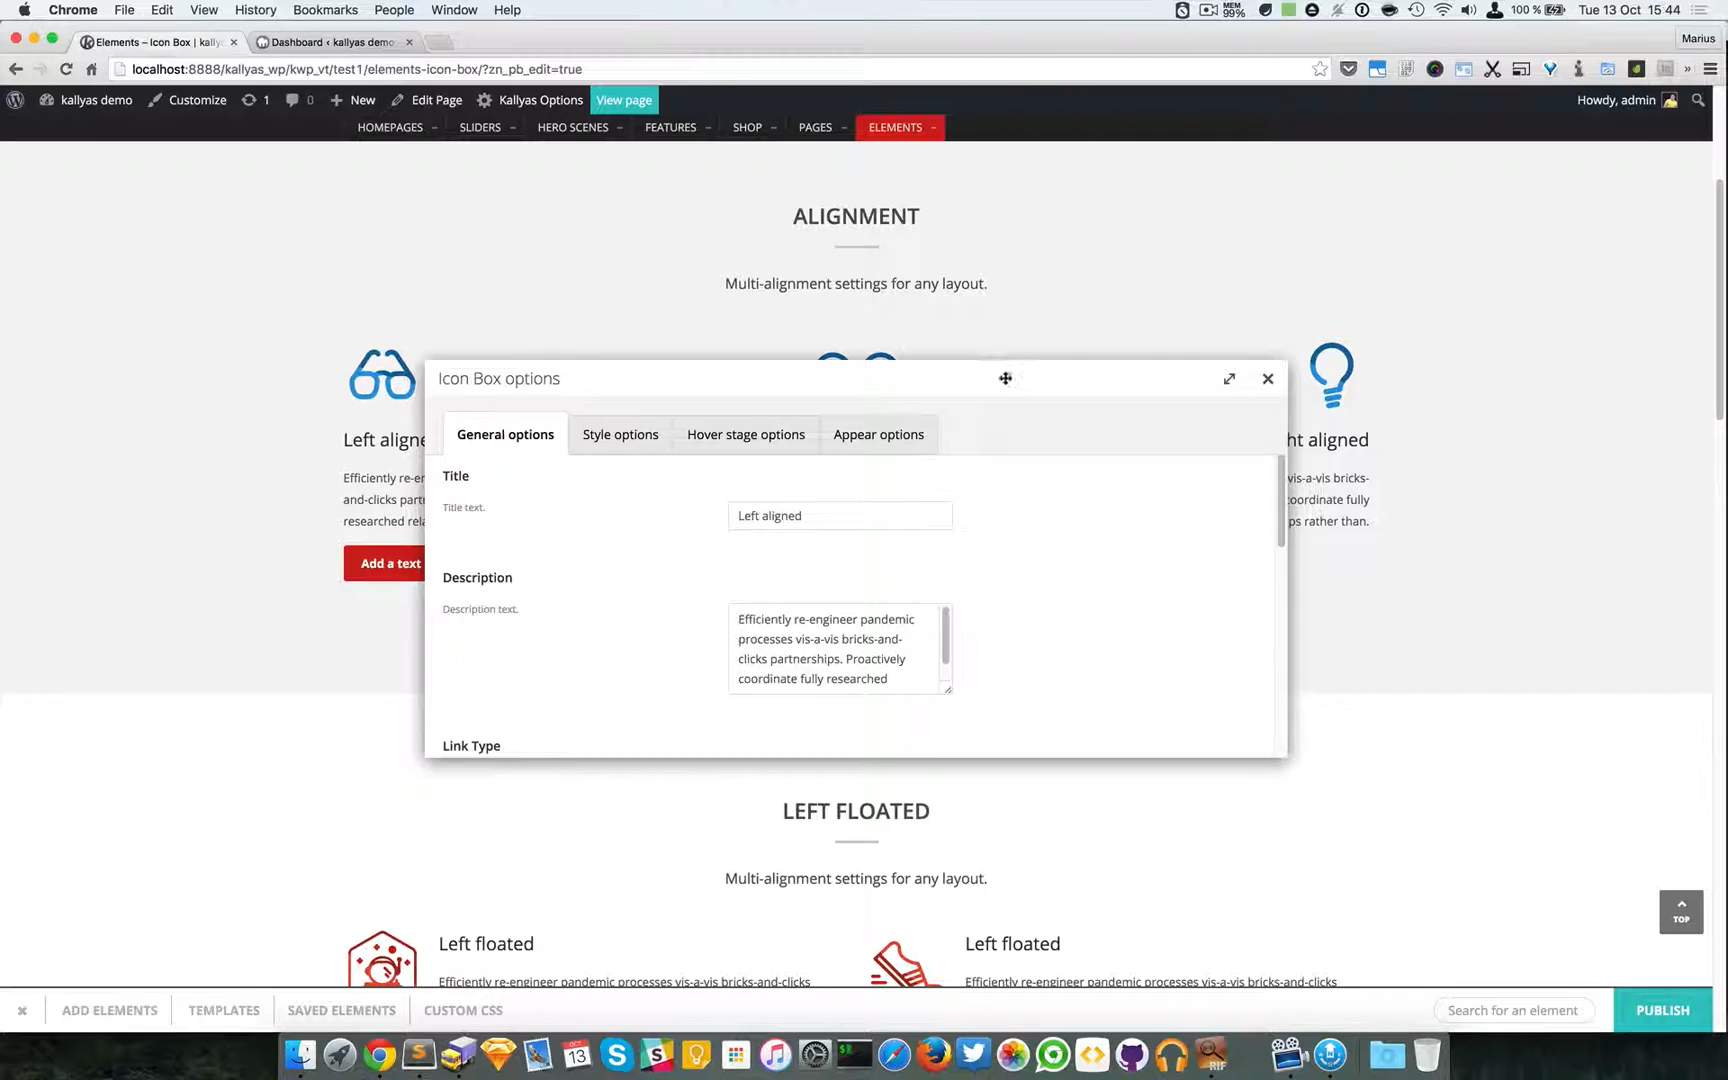 Chrome File Edit View History Bookmarks People Window Help
MEM
99%
100 %
Tue 13 Oct 15:44
Elements – Icon Box | kally
Dashboard ‹ kallyas demo
Marius
localhost:8888/kallyas_wp/kwp_vt/test1/elements-icon-box/?zn_pb_edit=true
kallyas demo Customize 1 0 New Edit Page Kallyas Options View page
Howdy, admin
HOMEPAGES SLIDERS HERO SCENES FEATURES SHOP PAGES ELEMENTS
ALIGNMENT
Multi-alignment settings for any layout.
Left aligne
Efficiently re-e
and-clicks part
researched rel
Add a text
ht aligned
vis-a-vis bricks-
oordinate fully
ps rather than.
Icon Box options
General options Style options Hover stage options Appear options
Title
Title text.
Left aligned
Description
Description text.
Efficiently re-engineer pandemic
processes vis-a-vis bricks-and-
clicks partnerships. Proactively
coordinate fully researched
Link Type
LEFT FLOATED
Multi-alignment settings for any layout.
TOP
Left floated
Efficiently re-engineer pandemic processes vis-a-vis bricks-and-clicks
Left floated
Efficiently re-engineer pandemic processes vis-a-vis bricks-and-clicks
ADD ELEMENTS TEMPLATES SAVED ELEMENTS CUSTOM CSS
Search for an element
PUBLISH
13
RIF